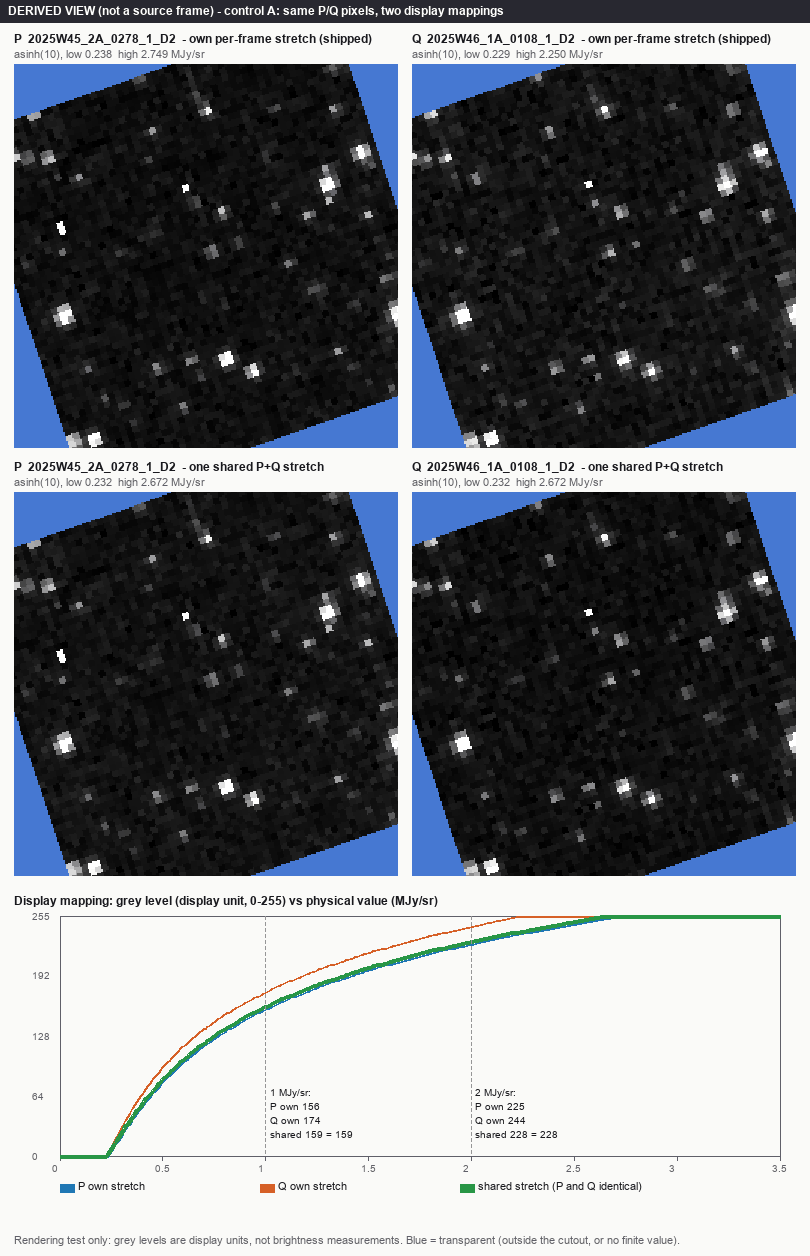 DERIVED VIEW (not a source frame) - control A: same P/Q pixels, two display mappings
P 2025W45_2A_0278_1_D2 - own per-frame stretch (shipped)
asinh(10), low 0.238 high 2.749 MJy/sr
Q 2025W46_1A_0108_1_D2 - own per-frame stretch (shipped)
asinh(10), low 0.229 high 2.250 MJy/sr
P 2025W45_2A_0278_1_D2 - one shared P+Q stretch
asinh(10), low 0.232 high 2.672 MJy/sr
Q 2025W46_1A_0108_1_D2 - one shared P+Q stretch
asinh(10), low 0.232 high 2.672 MJy/sr
Display mapping: grey level (display unit, 0-255) vs physical value (MJy/sr)
255
192
128
64
0
1 MJy/sr:
P own 156
Q own 174
shared 159 = 159
2 MJy/sr:
P own 225
Q own 244
shared 228 = 228
0 0.5 1 1.5 2 2.5 3 3.5
P own stretch
Q own stretch
shared stretch (P and Q identical)
Rendering test only: grey levels are display units, not brightness measurements. Blue = transparent (outside the cutout, or no finite value).